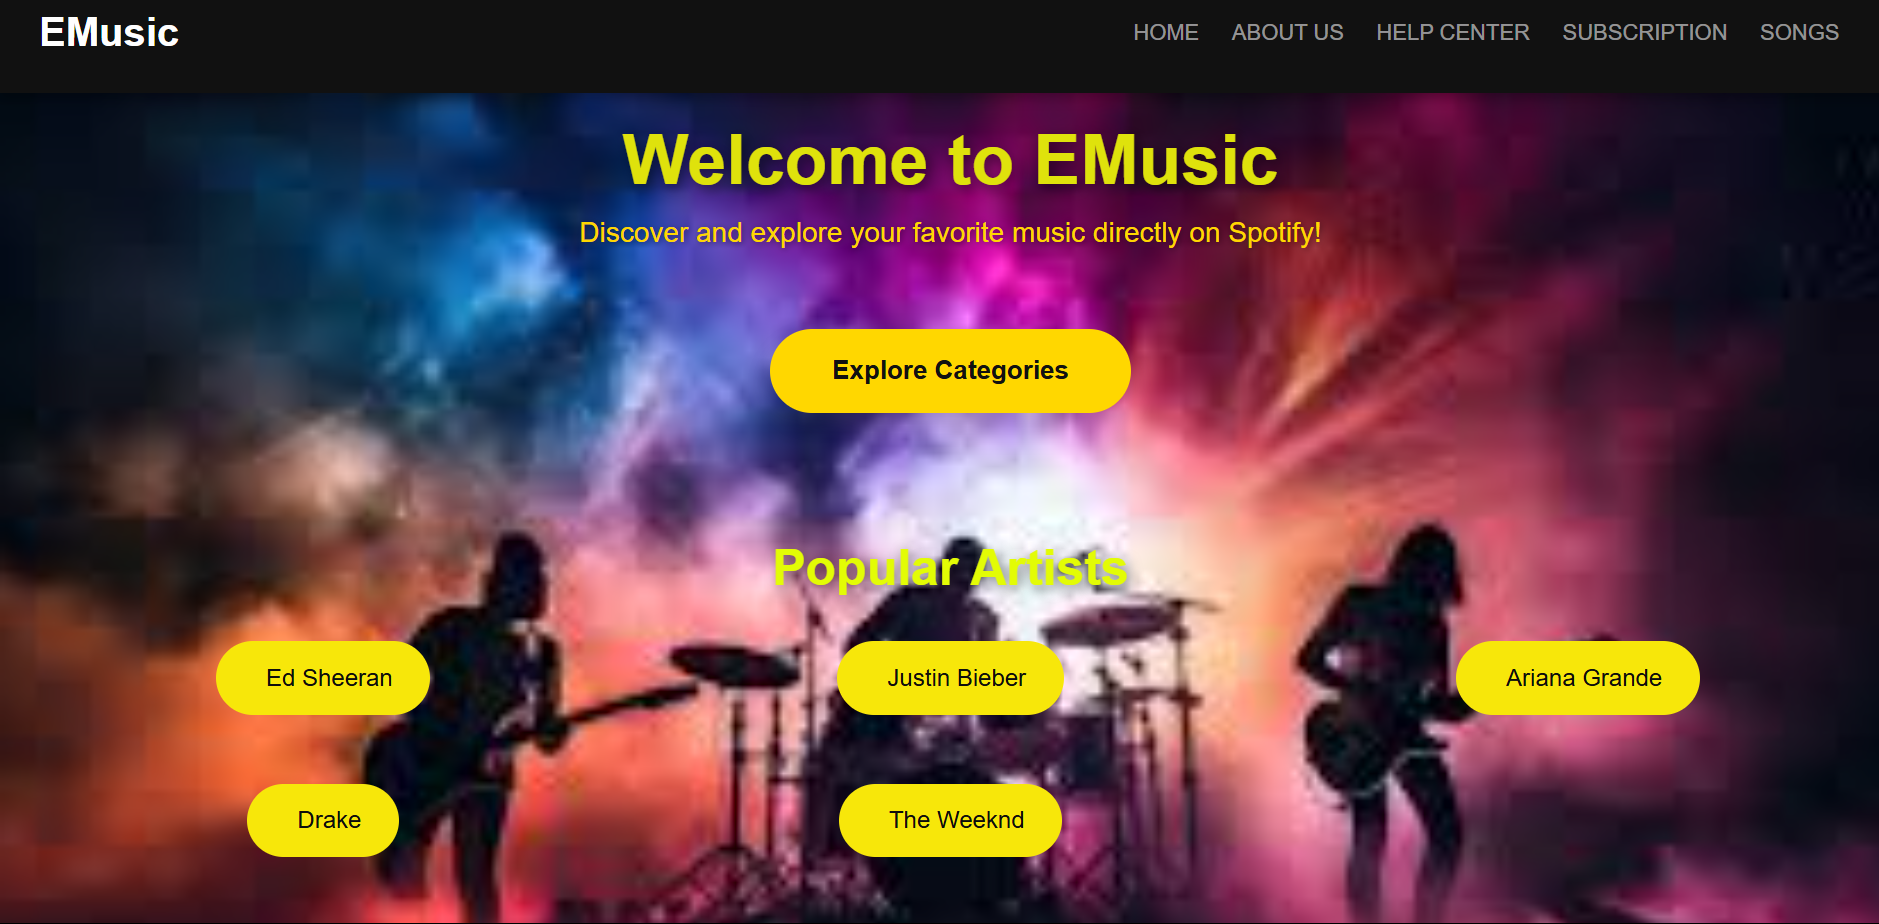 EMusic
HOME ABOUT US HELP CENTER SUBSCRIPTION SONGS
Welcome to EMusic
Discover and explore your favorite music directly on Spotify!
Explore Categories
Popular Artists
Ed Sheeran Justin Bieber Ariana Grande
Drake The Weeknd